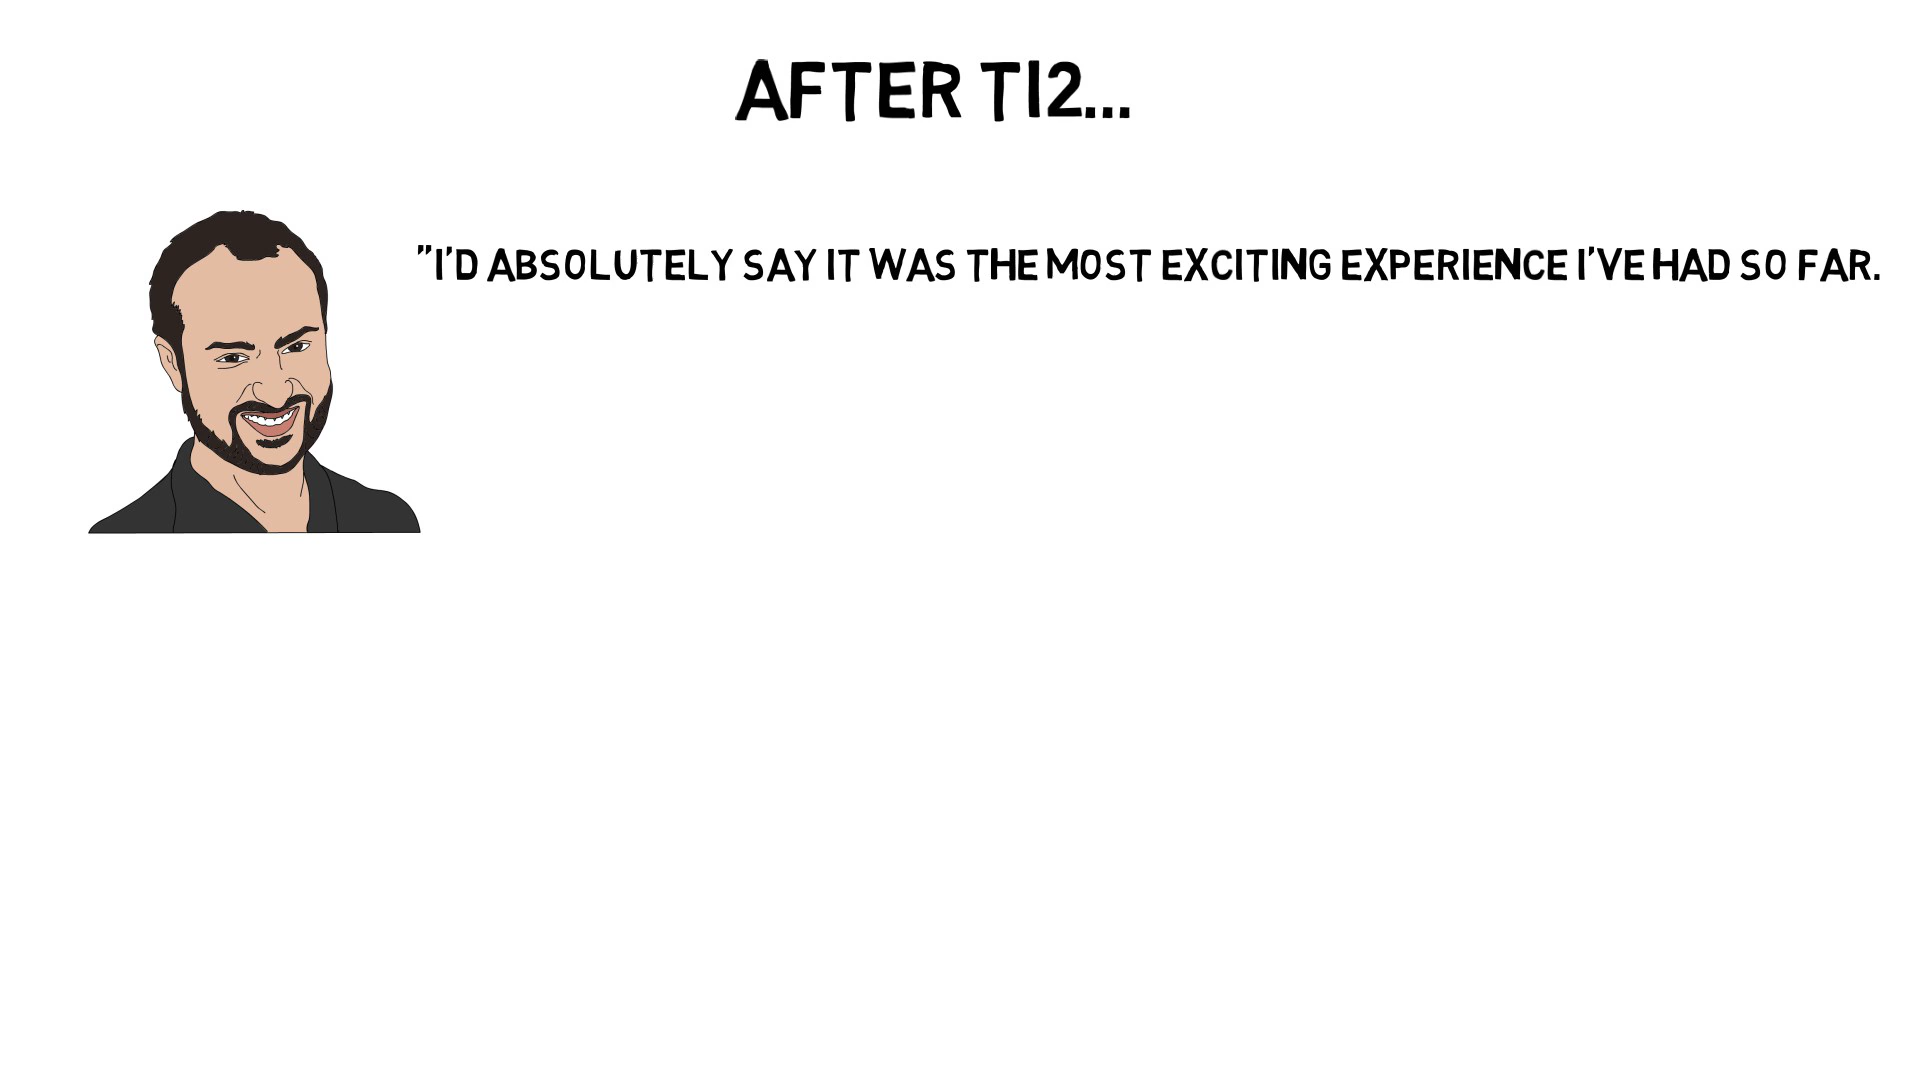 AFTER TI2...
"I'D ABSOLUTELY SAY IT WAS THE MOST EXCITING EXPERIENCE I'VE HAD SO FAR.